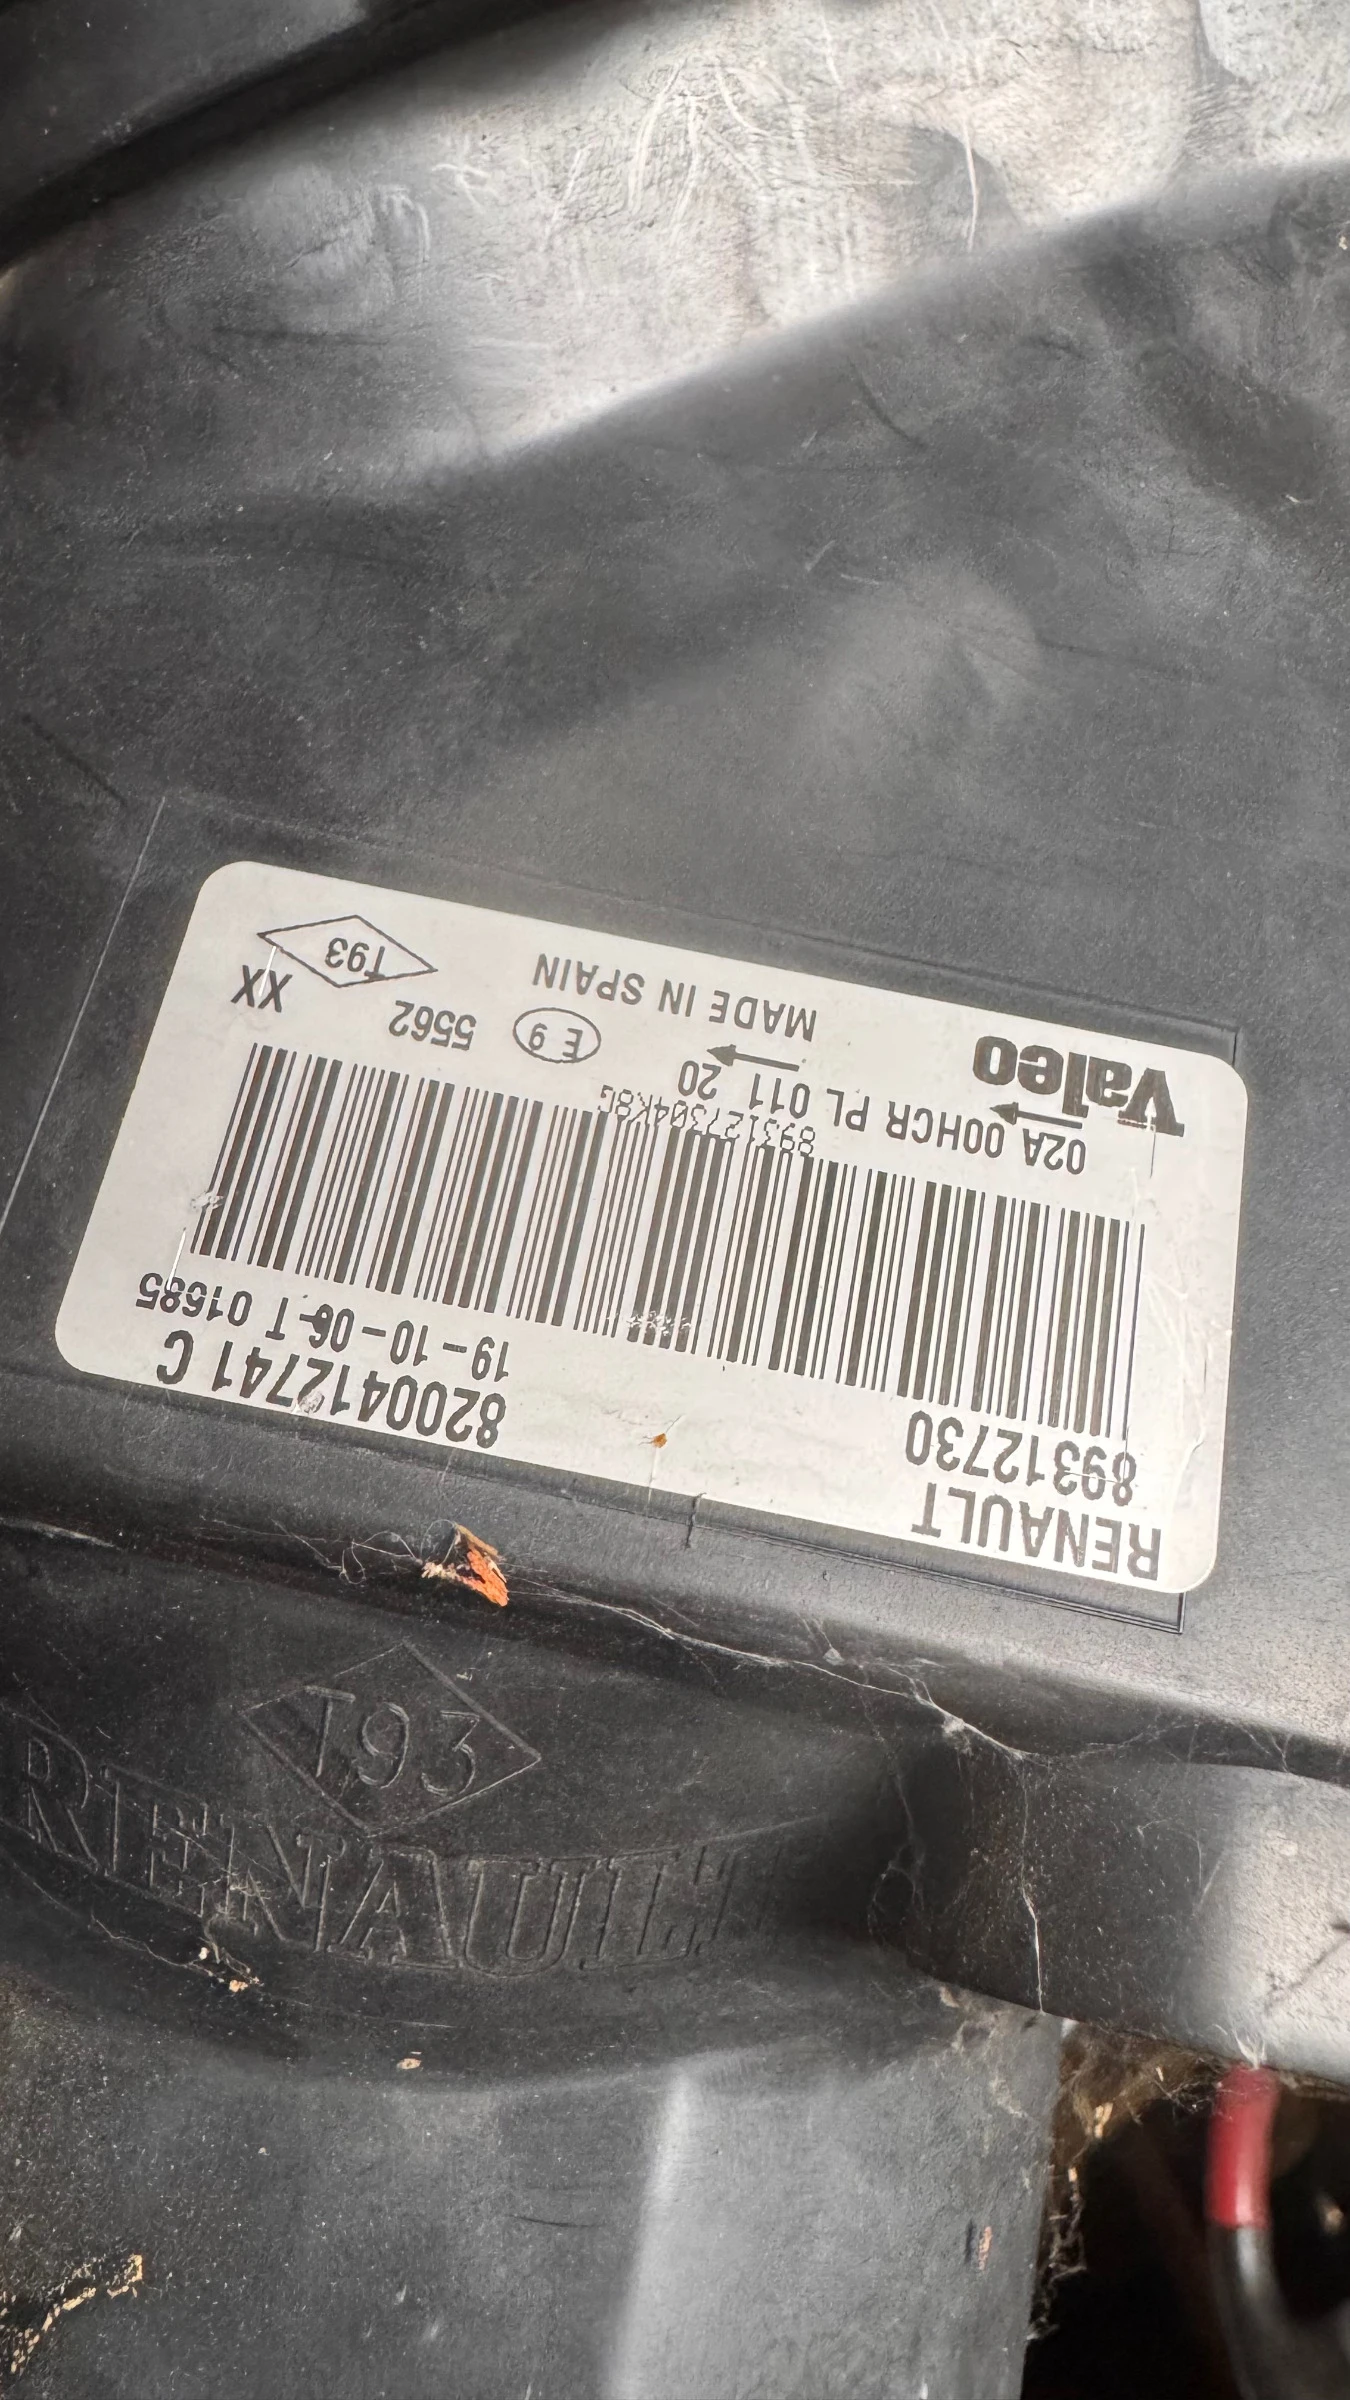 RENAULT
8200412741 C
89312730
19-10-06-T 01685
893127304K8G
02A 00HCR PL 011 20
E 9
5562
XX
Valeo
MADE IN SPAIN
T93
T93
RENAULT